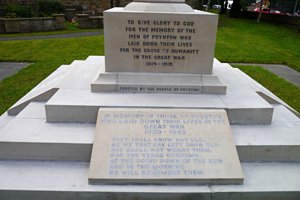 TO GIVE GLORY TO GOD
FOR THE MEMORY OF THE
MEN OF POYNTON WHO
LAID DOWN THEIR LIVES
FOR THE CAUSE OF HUMANITY
IN THE GREAT WAR
1914 - 1919
ERECTED BY THE PEOPLE OF POYNTON.
IN MEMORY OF THOSE OF POYNTON
WHO LAID DOWN THEIR LIVES IN THE
GREAT WAR
1939 - 1945
THEY SHALL GROW NOT OLD,
AS WE THAT ARE LEFT GROW OLD
AGE SHALL NOT WEARY THEM,
NOR THE YEARS CONDEMN
AT THE GOING DOWN OF THE SUN
AND IN THE MORNING
WE WILL REMEMBER THEM.